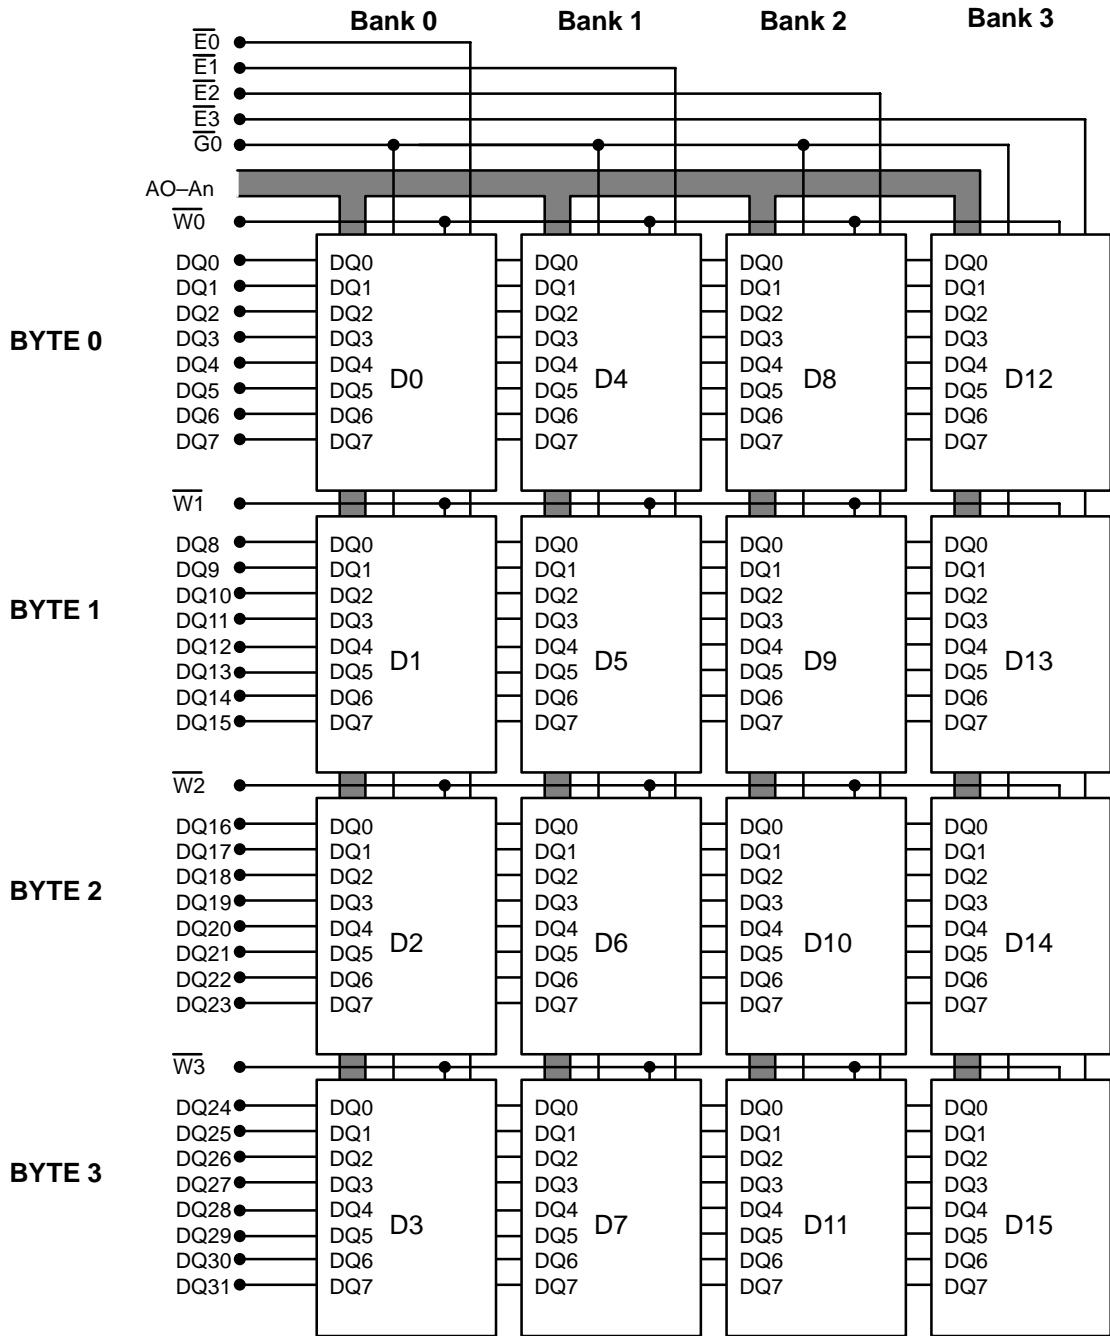 Bank 0 Bank 1 Bank 2 Bank 3
E0
E1
E2
E3
G0
AO–An
W0
DQ0 DQ0 DQ0 DQ0 DQ0
DQ1 DQ1 DQ1 DQ1 DQ1
DQ2 DQ2 DQ2 DQ2 DQ2
BYTE 0 DQ3 DQ3 DQ3 DQ3 DQ3
DQ4 DQ4 DQ4 DQ4 DQ4
D0 D4 D8 D12
DQ5 DQ5 DQ5 DQ5 DQ5
DQ6 DQ6 DQ6 DQ6 DQ6
DQ7 DQ7 DQ7 DQ7 DQ7
W1
DQ8 DQ0 DQ0 DQ0 DQ0
DQ9 DQ1 DQ1 DQ1 DQ1
DQ10 DQ2 DQ2 DQ2 DQ2
BYTE 1 DQ11 DQ3 DQ3 DQ3 DQ3
DQ12 DQ4 DQ4 DQ4 DQ4
D1 D5 D9 D13
DQ13 DQ5 DQ5 DQ5 DQ5
DQ14 DQ6 DQ6 DQ6 DQ6
DQ15 DQ7 DQ7 DQ7 DQ7
W2
DQ16 DQ0 DQ0 DQ0 DQ0
DQ17 DQ1 DQ1 DQ1 DQ1
DQ18 DQ2 DQ2 DQ2 DQ2
BYTE 2 DQ19 DQ3 DQ3 DQ3 DQ3
DQ20 DQ4 DQ4 DQ4 DQ4
D2 D6 D10 D14
DQ21 DQ5 DQ5 DQ5 DQ5
DQ22 DQ6 DQ6 DQ6 DQ6
DQ23 DQ7 DQ7 DQ7 DQ7
W3
DQ24 DQ0 DQ0 DQ0 DQ0
DQ25 DQ1 DQ1 DQ1 DQ1
DQ26 DQ2 DQ2 DQ2 DQ2
BYTE 3 DQ27 DQ3 DQ3 DQ3 DQ3
DQ28 DQ4 DQ4 DQ4 DQ4
D3 D7 D11 D15
DQ29 DQ5 DQ5 DQ5 DQ5
DQ30 DQ6 DQ6 DQ6 DQ6
DQ31 DQ7 DQ7 DQ7 DQ7